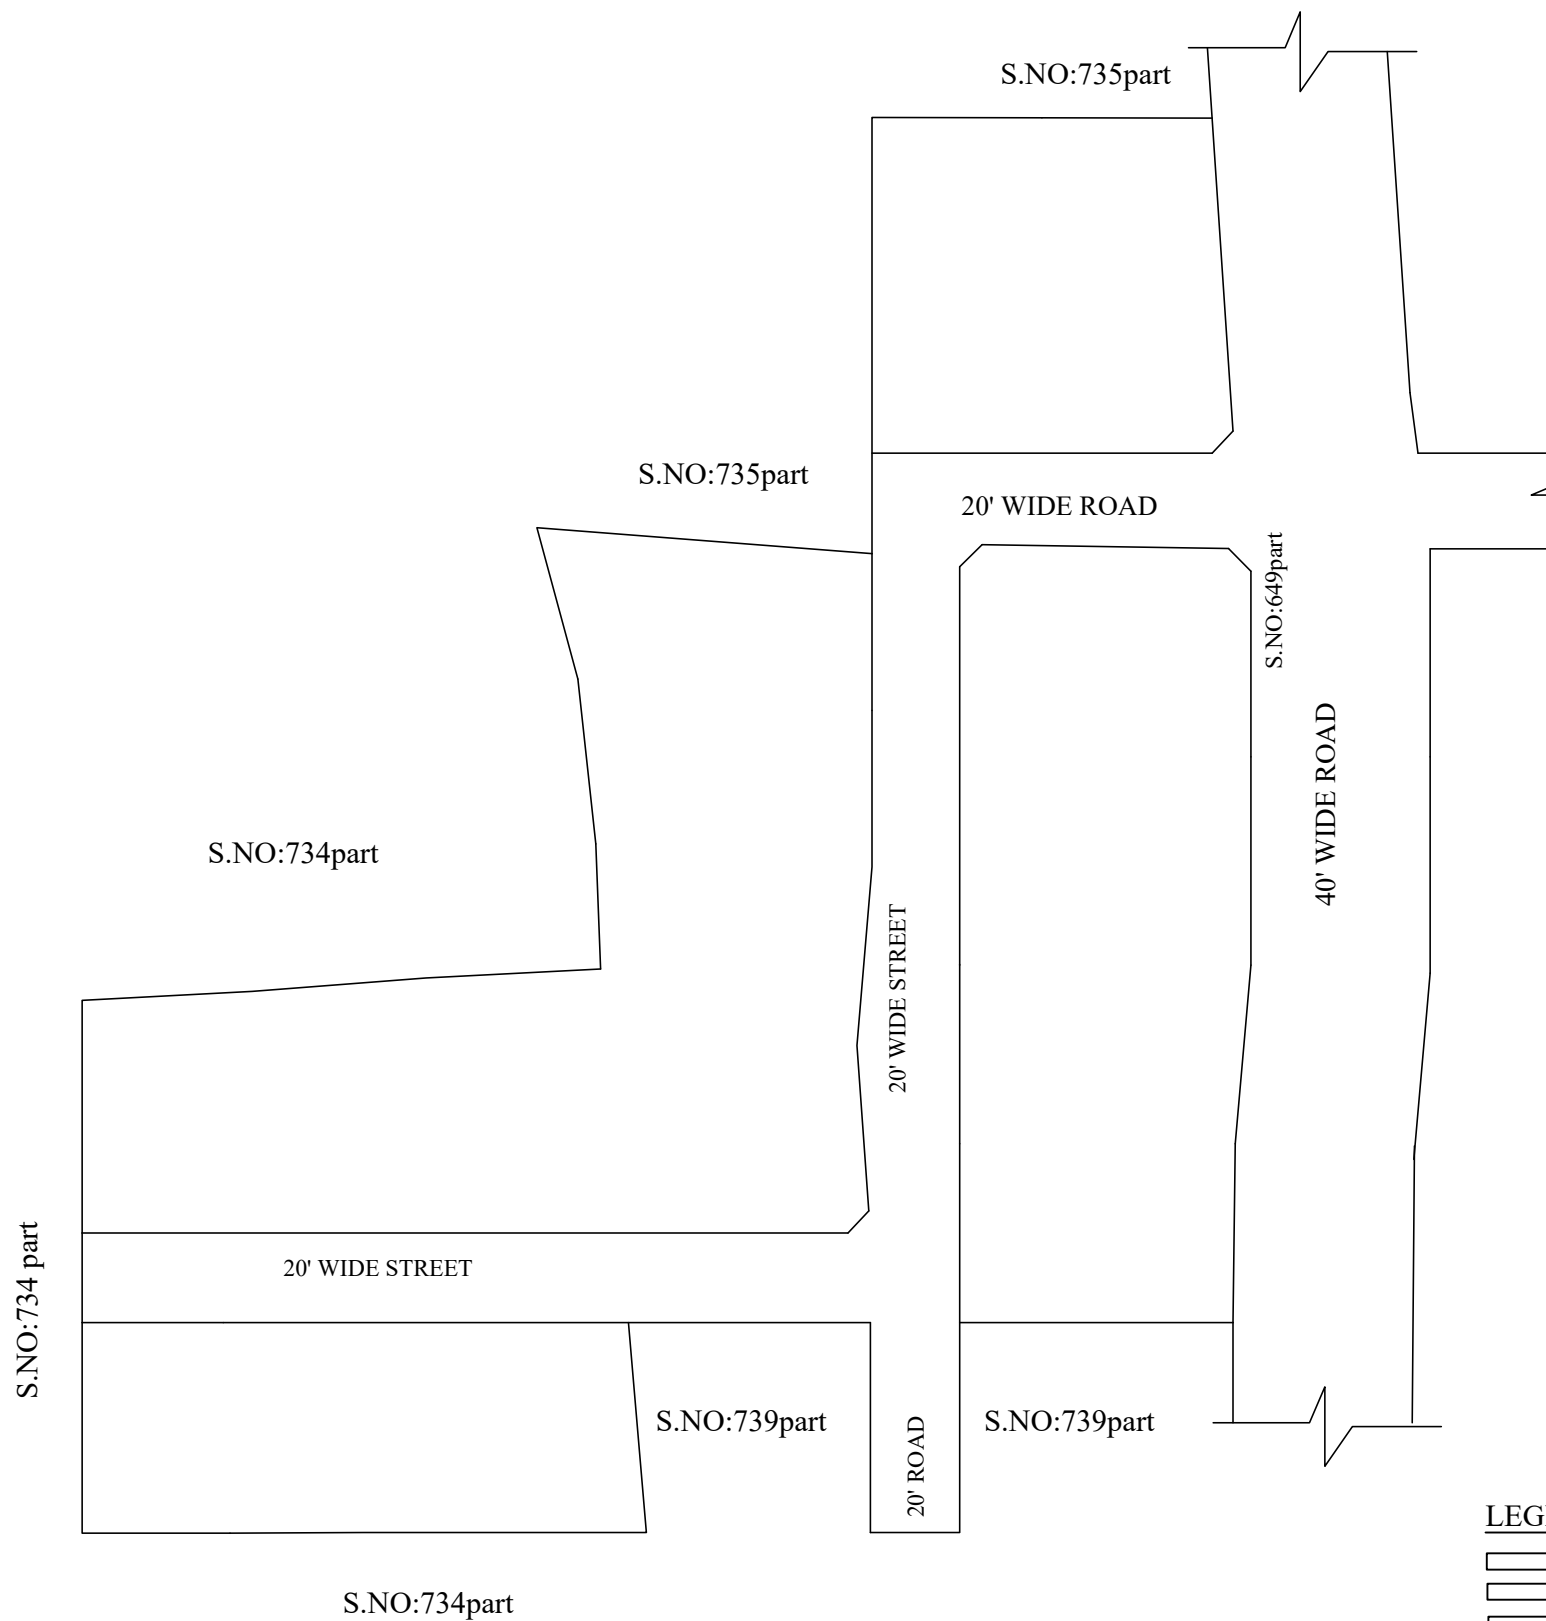 S.NO:735part
S.NO:735part
20' WIDE ROAD
S.NO:649part
40' WIDE ROAD
S.NO:734part
20' WIDE STREET
S.NO:734 part
20' WIDE STREET
S.NO:739part
20' ROAD
S.NO:739part
S.NO:734part
LEG